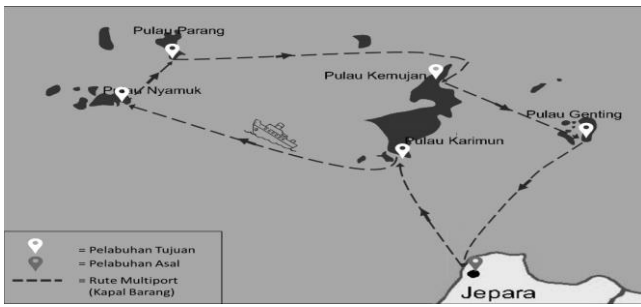 Pulau Parang
Pulau Nyamuk
Pulau Kemujan
Pulau Genting
Pulau Karimun
= Pelabuhan Tujuan
= Pelabuhan Asal
= Rute Multiport
(Kapal Barang)
Jepara